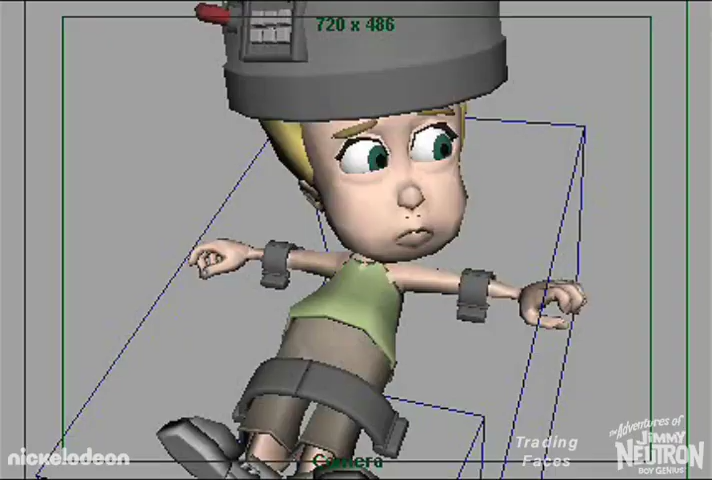 720 x 486
Camera
nickelodeon
Trading
Faces
the Adventures of
JIMMY
NEUTRON
BOY GENIUS